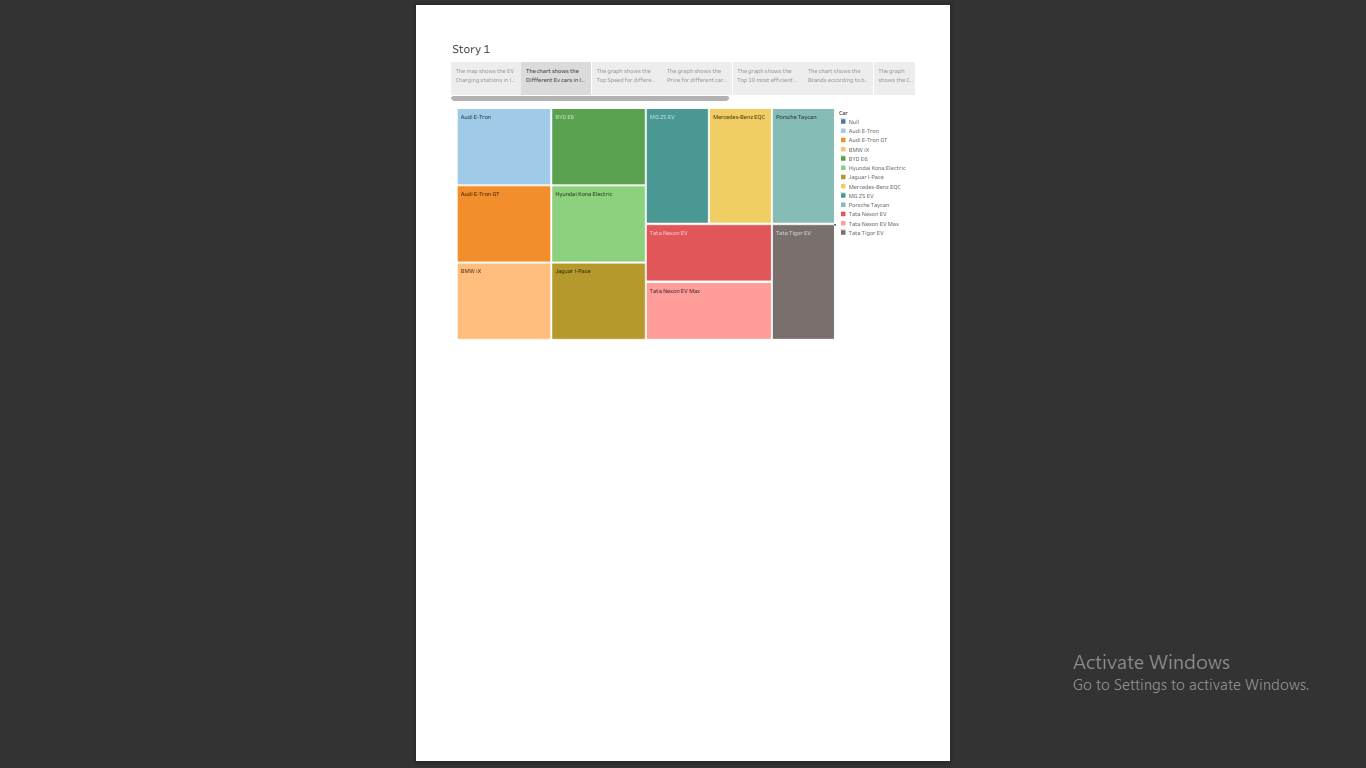 Story 1
The map shows the EV
Charging stations in I...
The chart shows the
Diffferent Ev cars in I...
The graph shows the
Top Speed for differe...
The graph shows the
Price for different car...
The graph shows the
Top 10 most efficient ...
The chart shows the
Brands according to b...
The graph
shows the C...
Audi E-Tron
BYD E6
MG ZS EV
Mercedes-Benz EQC
Porsche Taycan
Audi E-Tron GT
Hyundai Kona Electric
Tata Nexon EV
Tata Tigor EV
BMW iX
Jaguar I-Pace
Tata Nexon EV Max
Car
Null
Audi E-Tron
Audi E-Tron GT
BMW iX
BYD E6
Hyundai Kona Electric
Jaguar I-Pace
Mercedes-Benz EQC
MG ZS EV
Porsche Taycan
Tata Nexon EV
Tata Nexon EV Max
Tata Tigor EV
Activate Windows
Go to Settings to activate Windows.